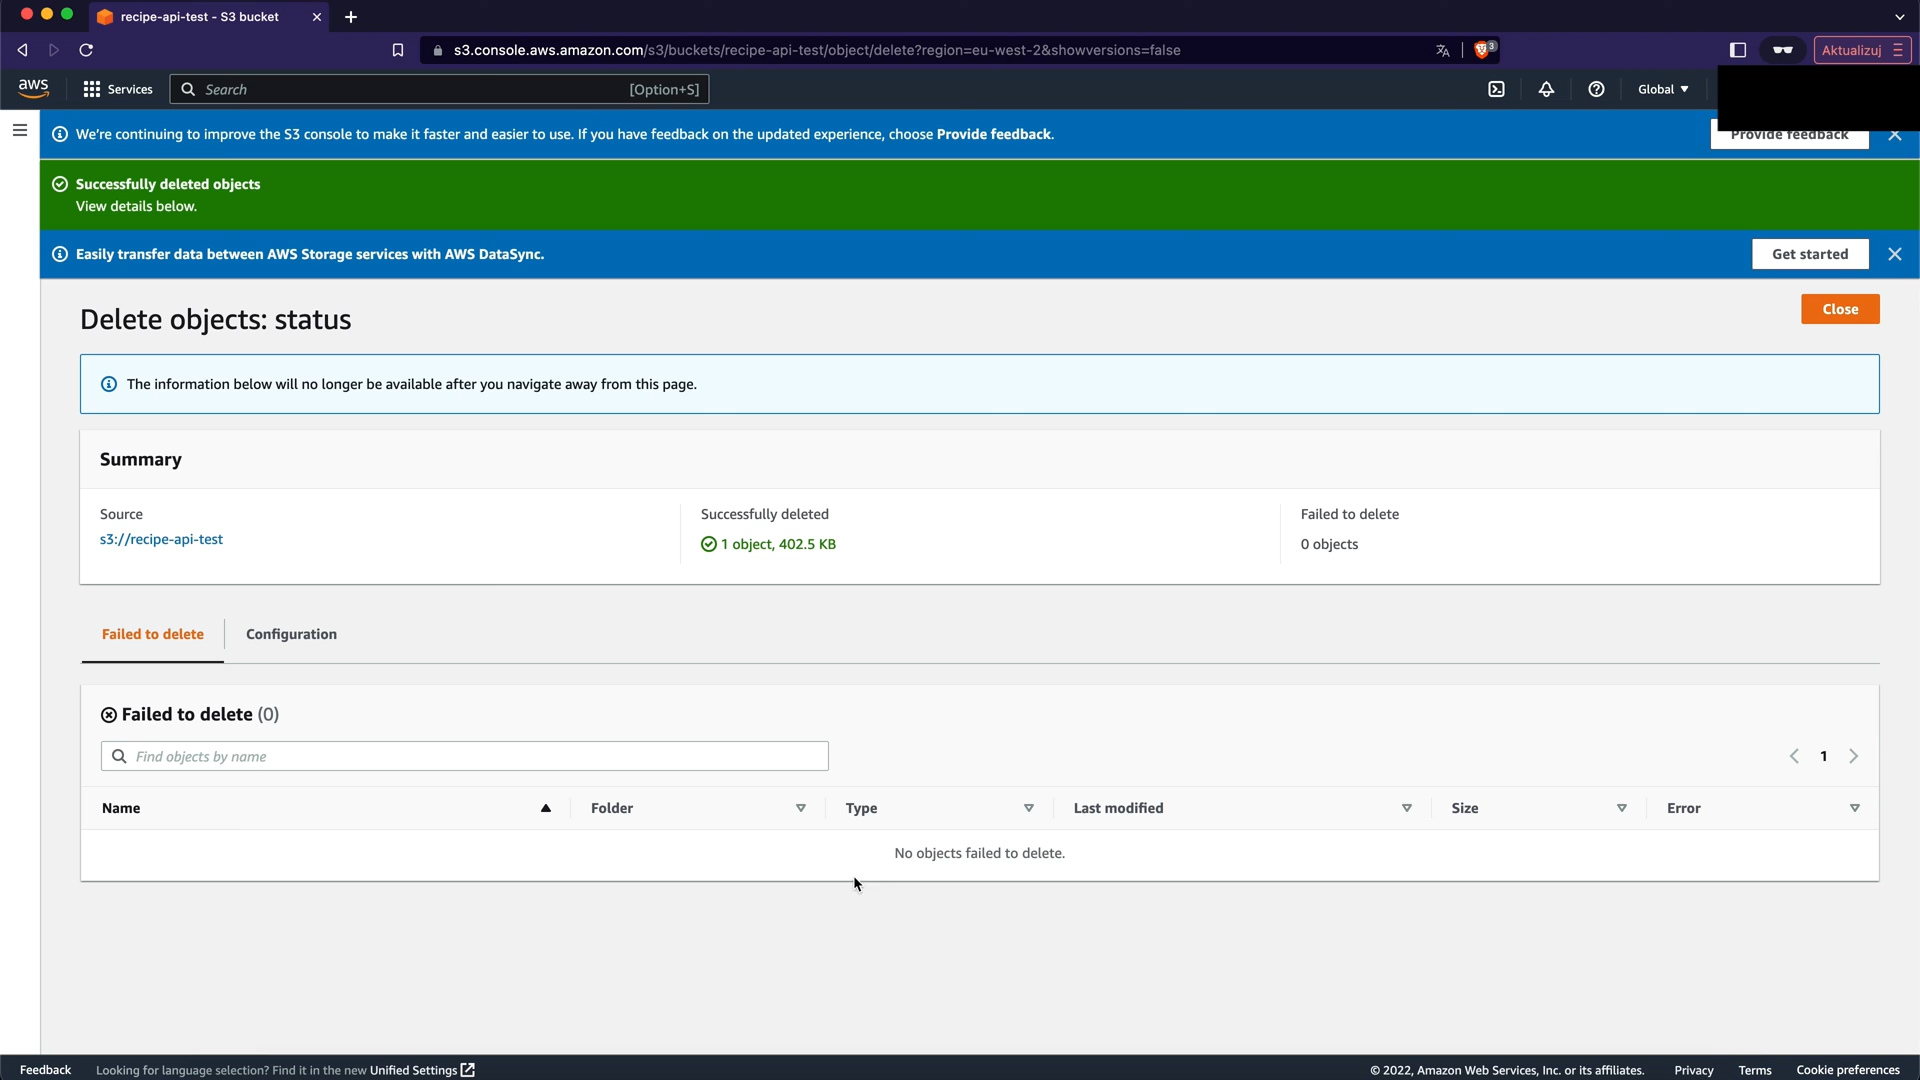 recipe-api-test - S3 bucket
s3.console.aws.amazon.com/s3/buckets/recipe-api-test/object/delete?region=eu-west-2&showversions=false
3
Aktualizuj
aws
Services
Search
[Option+S]
Global
We're continuing to improve the S3 console to make it faster and easier to use. If you have feedback on the updated experience, choose Provide feedback.
Provide feedback
Successfully deleted objects
View details below.
Easily transfer data between AWS Storage services with AWS DataSync.
Get started
Delete objects: status
Close
The information below will no longer be available after you navigate away from this page.
Summary
Source
s3://recipe-api-test
Successfully deleted
1 object, 402.5 KB
Failed to delete
0 objects
Failed to delete
Configuration
Failed to delete (0)
Find objects by name
1
Name
Folder
Type
Last modified
Size
Error
No objects failed to delete.
Feedback
Looking for language selection? Find it in the new Unified Settings
© 2022, Amazon Web Services, Inc. or its affiliates.
Privacy
Terms
Cookie preferences